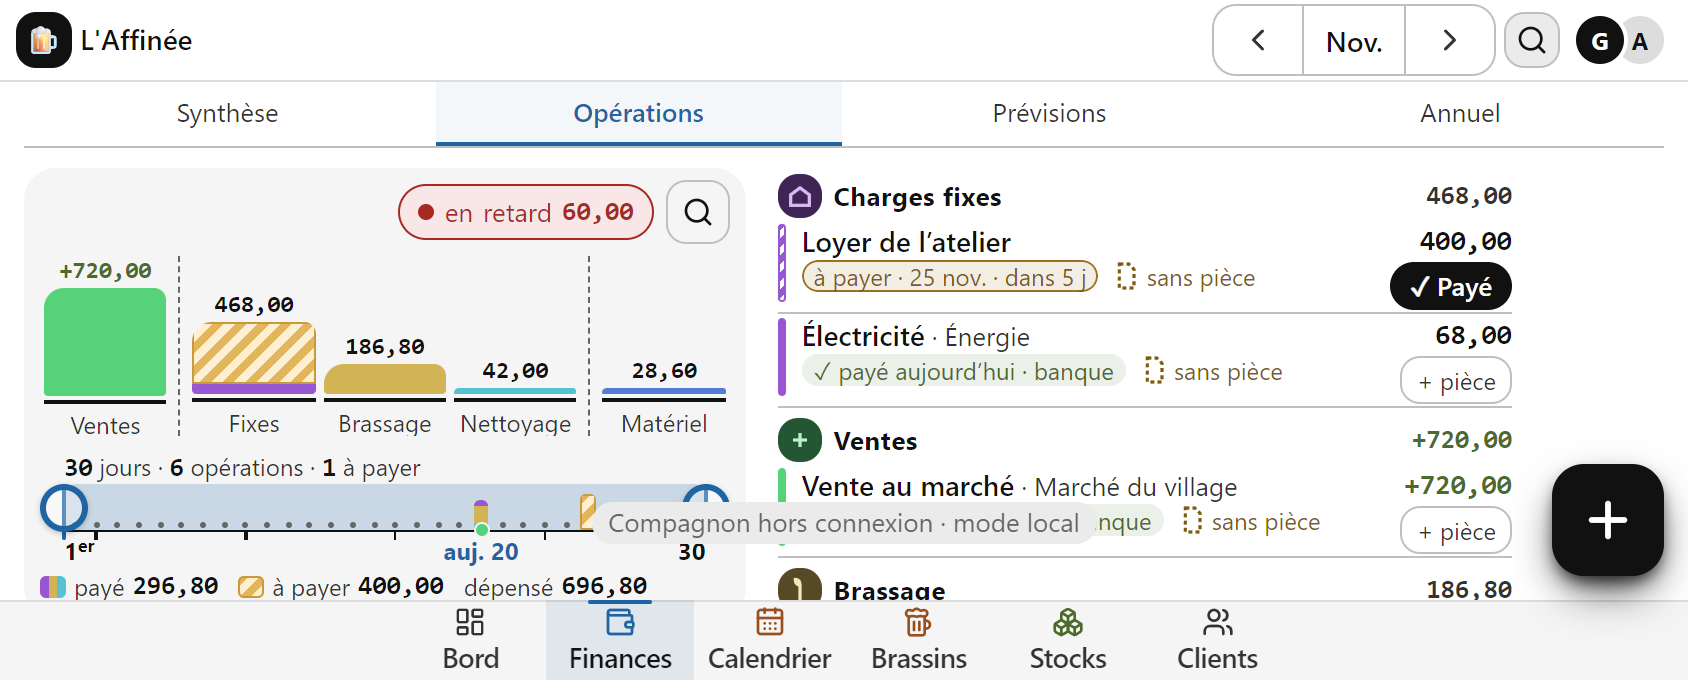 L'Affinée
Nov.
G A
Synthèse
Opérations
Prévisions
Annuel
en retard 60,00
+720,00
468,00
186,80
42,00
28,60
Ventes
Fixes
Brassage
Nettoyage
Matériel
30 jours · 6 opérations · 1 à payer
1er
auj. 20
30
payé 296,80 à payer 400,00 dépensé 696,80
Charges fixes 468,00
Loyer de l’atelier 400,00
à payer · 25 nov. · dans 5 j sans pièce ✓ Payé
Électricité · Énergie 68,00
✓ payé aujourd’hui · banque sans pièce + pièce
Ventes +720,00
Vente au marché · Marché du village +720,00
Compagnon hors connexion · mode local
sans pièce + pièce
Brassage 186,80
Bord
Finances
Calendrier
Brassins
Stocks
Clients